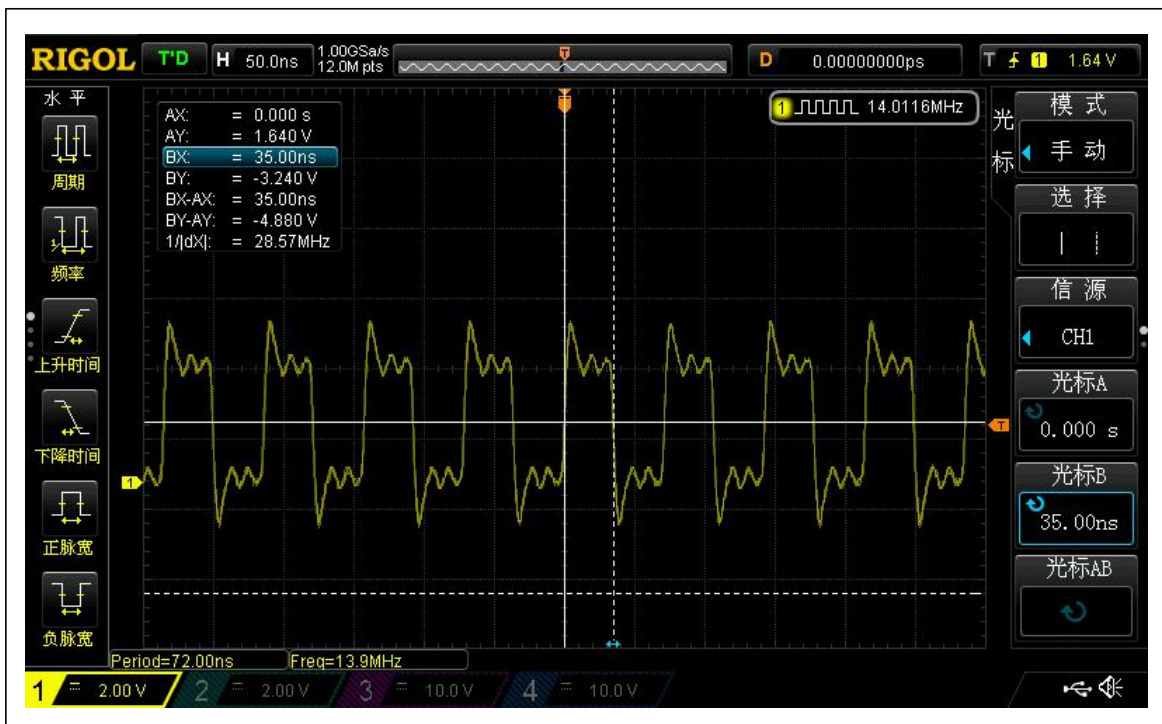 RIGOL T'D H 50.0ns 1.00GSa/s D 0.00000000ps T 1 1.64 V
12.0M pts
T
水平
周期
频率
上升时间
下降时间
正脉宽
负脉宽
AX: = 0.000 s
AY: = 1.640 V
BX: = 35.00ns
BY: = -3.240 V
BX-AX: = 35.00ns
BY-AY: = -4.880 V
1/|dX|: = 28.57MHz
1 14.0116MHz
T
1
T
光标
模式
手动
选择
信源
CH1
光标A
0.000 s
光标B
35.00ns
光标AB
Period=72.00ns Freq=13.9MHz
1 = 2.00 V 2 = 2.00 V 3 = 10.0 V 4 = 10.0 V